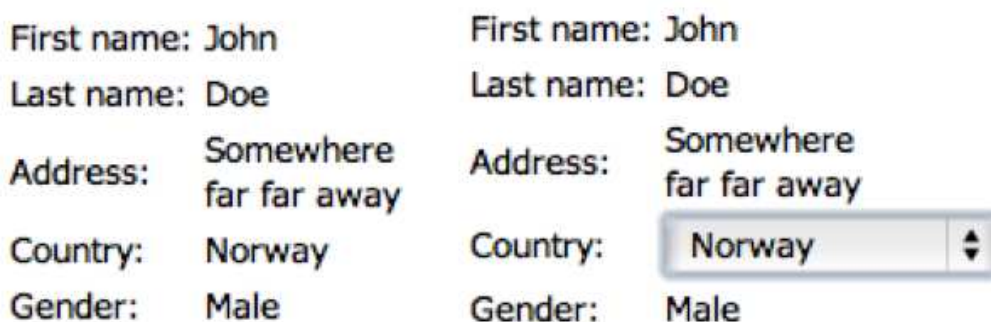 First name: John
Last name: Doe
Address: Somewhere
far far away
Country: Norway
Gender: Male
First name: John
Last name: Doe
Address: Somewhere
far far away
Country: Norway
Gender: Male